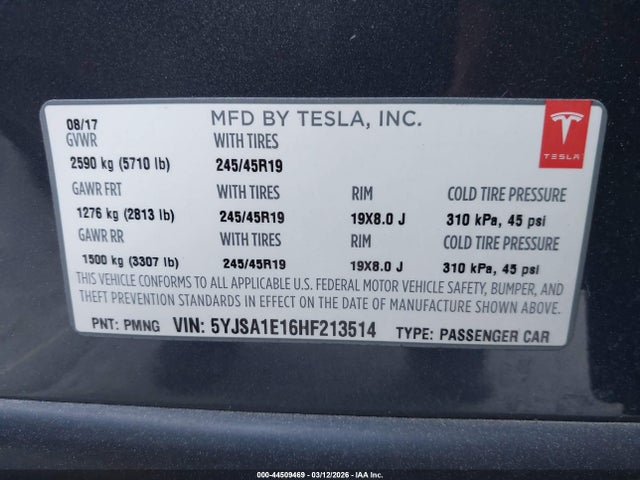 08/17 MFD BY TESLA, INC.
GVWR WITH TIRES
2590 kg (5710 lb) 245/45R19
TESLA
GAWR FRT WITH TIRES RIM COLD TIRE PRESSURE
1276 kg (2813 lb) 245/45R19 19X8.0 J 310 kPa, 45 psi
GAWR RR WITH TIRES RIM COLD TIRE PRESSURE
1500 kg (3307 lb) 245/45R19 19X8.0 J 310 kPa, 45 psi
THIS VEHICLE CONFORMS TO ALL APPLICABLE U.S. FEDERAL MOTOR VEHICLE SAFETY, BUMPER, AND
THEFT PREVENTION STANDARDS IN EFFECT ON THE DATE OF MANUFACTURE SHOWN ABOVE.
PNT: PMNG VIN: 5YJSA1E16HF213514 TYPE: PASSENGER CAR
000-44509469 - 03/12/2026 - IAA Inc.